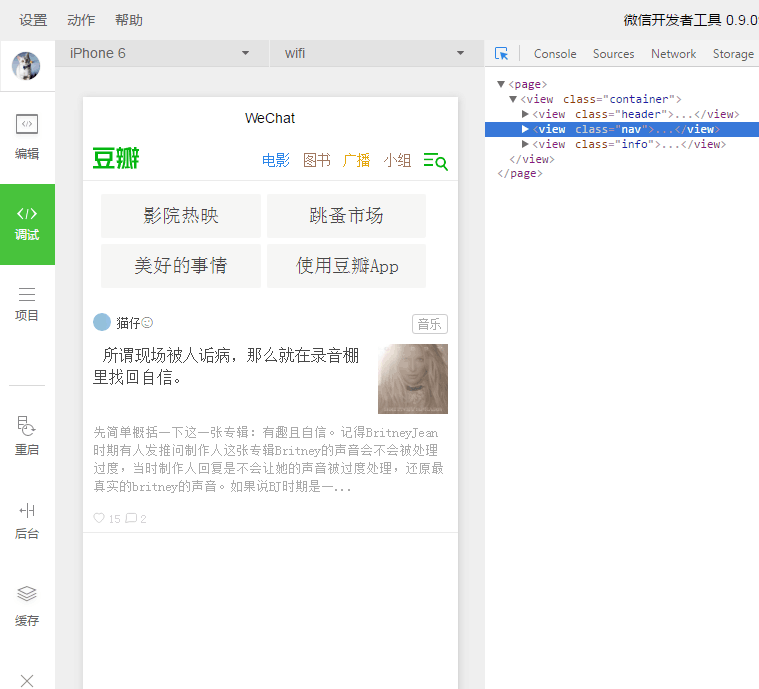 设置 动作 帮助 微信开发者工具 0.9.09
iPhone 6 wifi Console Sources Network Storage
编辑
调试
项目
重启
后台
缓存
WeChat
豆瓣 电影 图书 广播 小组
影院热映 跳蚤市场
美好的事情 使用豆瓣App
猫仔☺ 音乐
所谓现场被人诟病，那么就在录音棚
里找回自信。
先简单概括一下这一张专辑：有趣且自信。记得BritneyJean
时期有人发推问制作人这张专辑Britney的声音会不会被处理
过度，当时制作人回复是不会让她的声音被过度处理，还原最
真实的britney的声音。如果说BJ时期是一...
15 2
▼<page>
▼<view class="container">
▶<view class="header">...</view>
▶<view class="nav">...</view>
▶<view class="info">...</view>
</view>
</page>